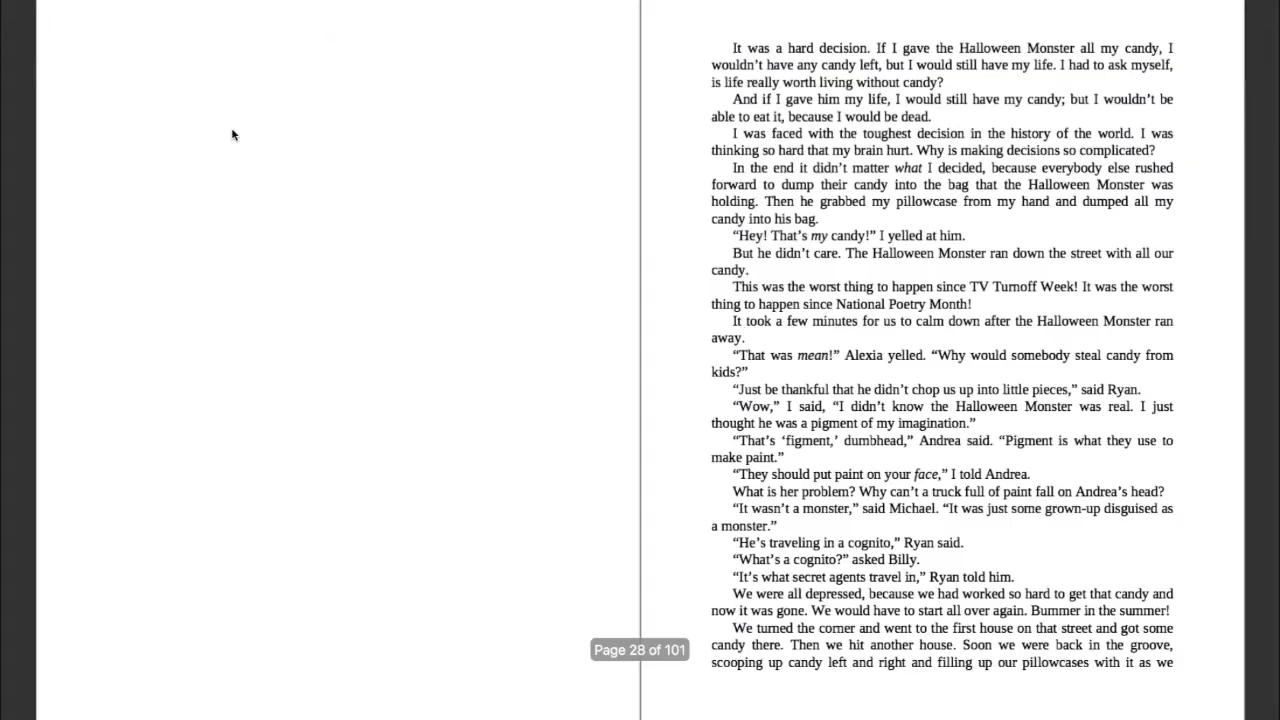 It was a hard decision. If I gave the Halloween Monster all my candy, I
wouldn’t have any candy left, but I would still have my life. I had to ask myself,
is life really worth living without candy?
And if I gave him my life, I would still have my candy; but I wouldn’t be
able to eat it, because I would be dead.
I was faced with the toughest decision in the history of the world. I was
thinking so hard that my brain hurt. Why is making decisions so complicated?
In the end it didn’t matter what I decided, because everybody else rushed
forward to dump their candy into the bag that the Halloween Monster was
holding. Then he grabbed my pillowcase from my hand and dumped all my
candy into his bag.
“Hey! That’s my candy!” I yelled at him.
But he didn’t care. The Halloween Monster ran down the street with all our
candy.
This was the worst thing to happen since TV Turnoff Week! It was the worst
thing to happen since National Poetry Month!
It took a few minutes for us to calm down after the Halloween Monster ran
away.
“That was mean!” Alexia yelled. “Why would somebody steal candy from
kids?”
“Just be thankful that he didn’t chop us up into little pieces,” said Ryan.
“Wow,” I said, “I didn’t know the Halloween Monster was real. I just
thought he was a pigment of my imagination.”
“That’s ‘figment,’ dumbhead,” Andrea said. “Pigment is what they use to
make paint.”
“They should put paint on your face,” I told Andrea.
What is her problem? Why can’t a truck full of paint fall on Andrea’s head?
“It wasn’t a monster,” said Michael. “It was just some grown-up disguised as
a monster.”
“He’s traveling in a cognito,” Ryan said.
“What’s a cognito?” asked Billy.
“It’s what secret agents travel in,” Ryan told him.
We were all depressed, because we had worked so hard to get that candy and
now it was gone. We would have to start all over again. Bummer in the summer!
We turned the corner and went to the first house on that street and got some
candy there. Then we hit another house. Soon we were back in the groove,
scooping up candy left and right and filling up our pillowcases with it as we
Page 28 of 101